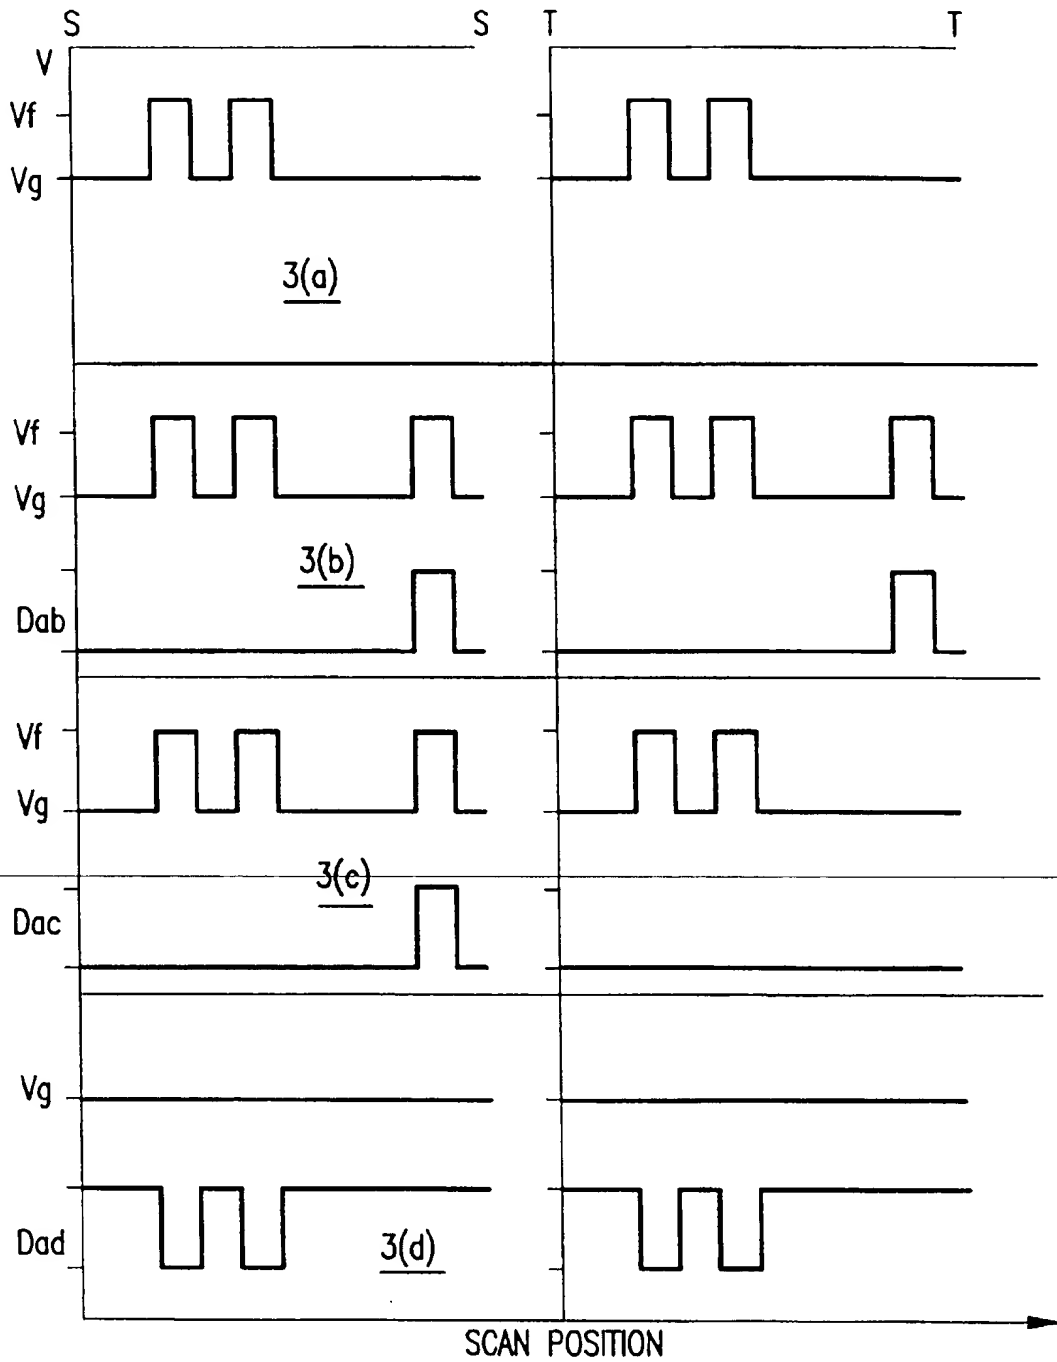 S S T T
V
Vf
Vg
3(a)
Vf
Vg
3(b)
Dab
Vf
Vg
3(c)
Dac
Vg
Dad
3(d)
SCAN POSITION